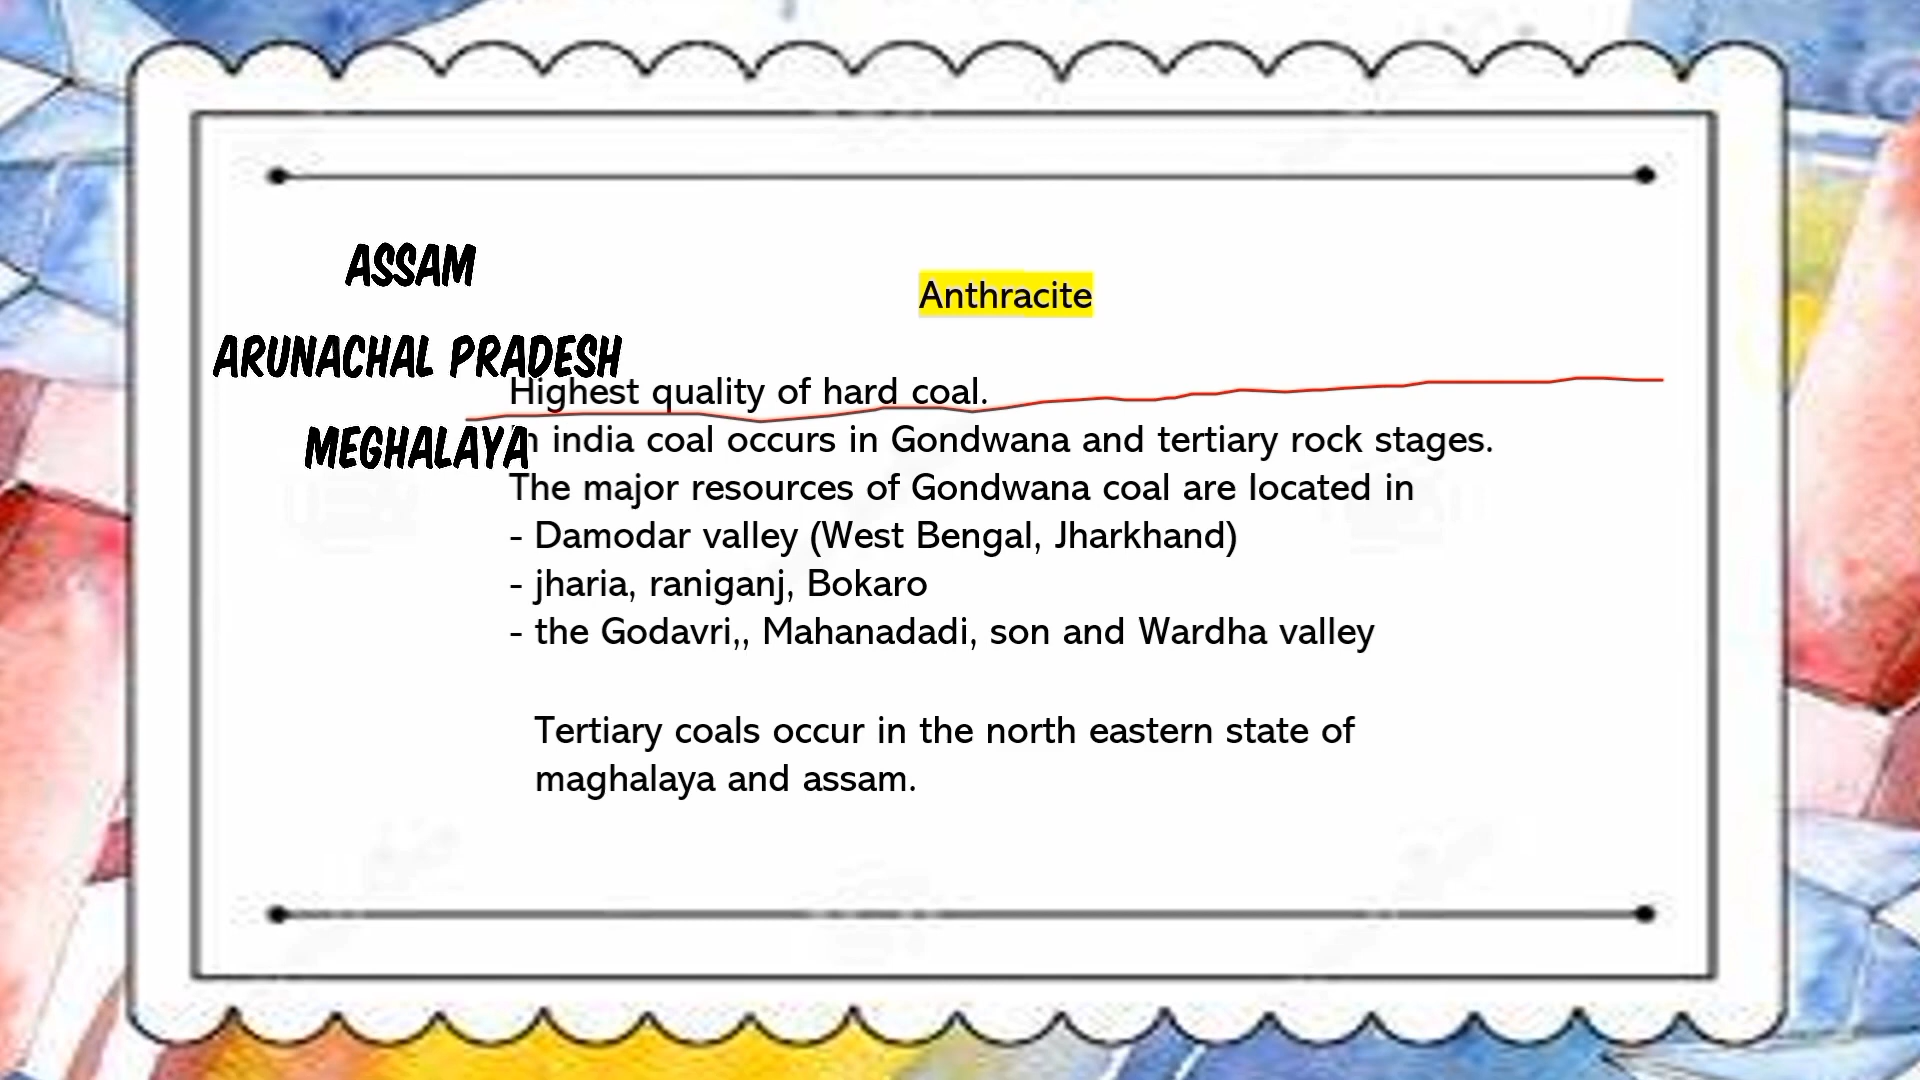 ASSAM
ARUNACHAL PRADESH
MEGHALAYA
Anthracite
Highest quality of hard coal.
In india coal occurs in Gondwana and tertiary rock stages.
The major resources of Gondwana coal are located in
- Damodar valley (West Bengal, Jharkhand)
- jharia, raniganj, Bokaro
- the Godavri,, Mahanadadi, son and Wardha valley
Tertiary coals occur in the north eastern state of
maghalaya and assam.